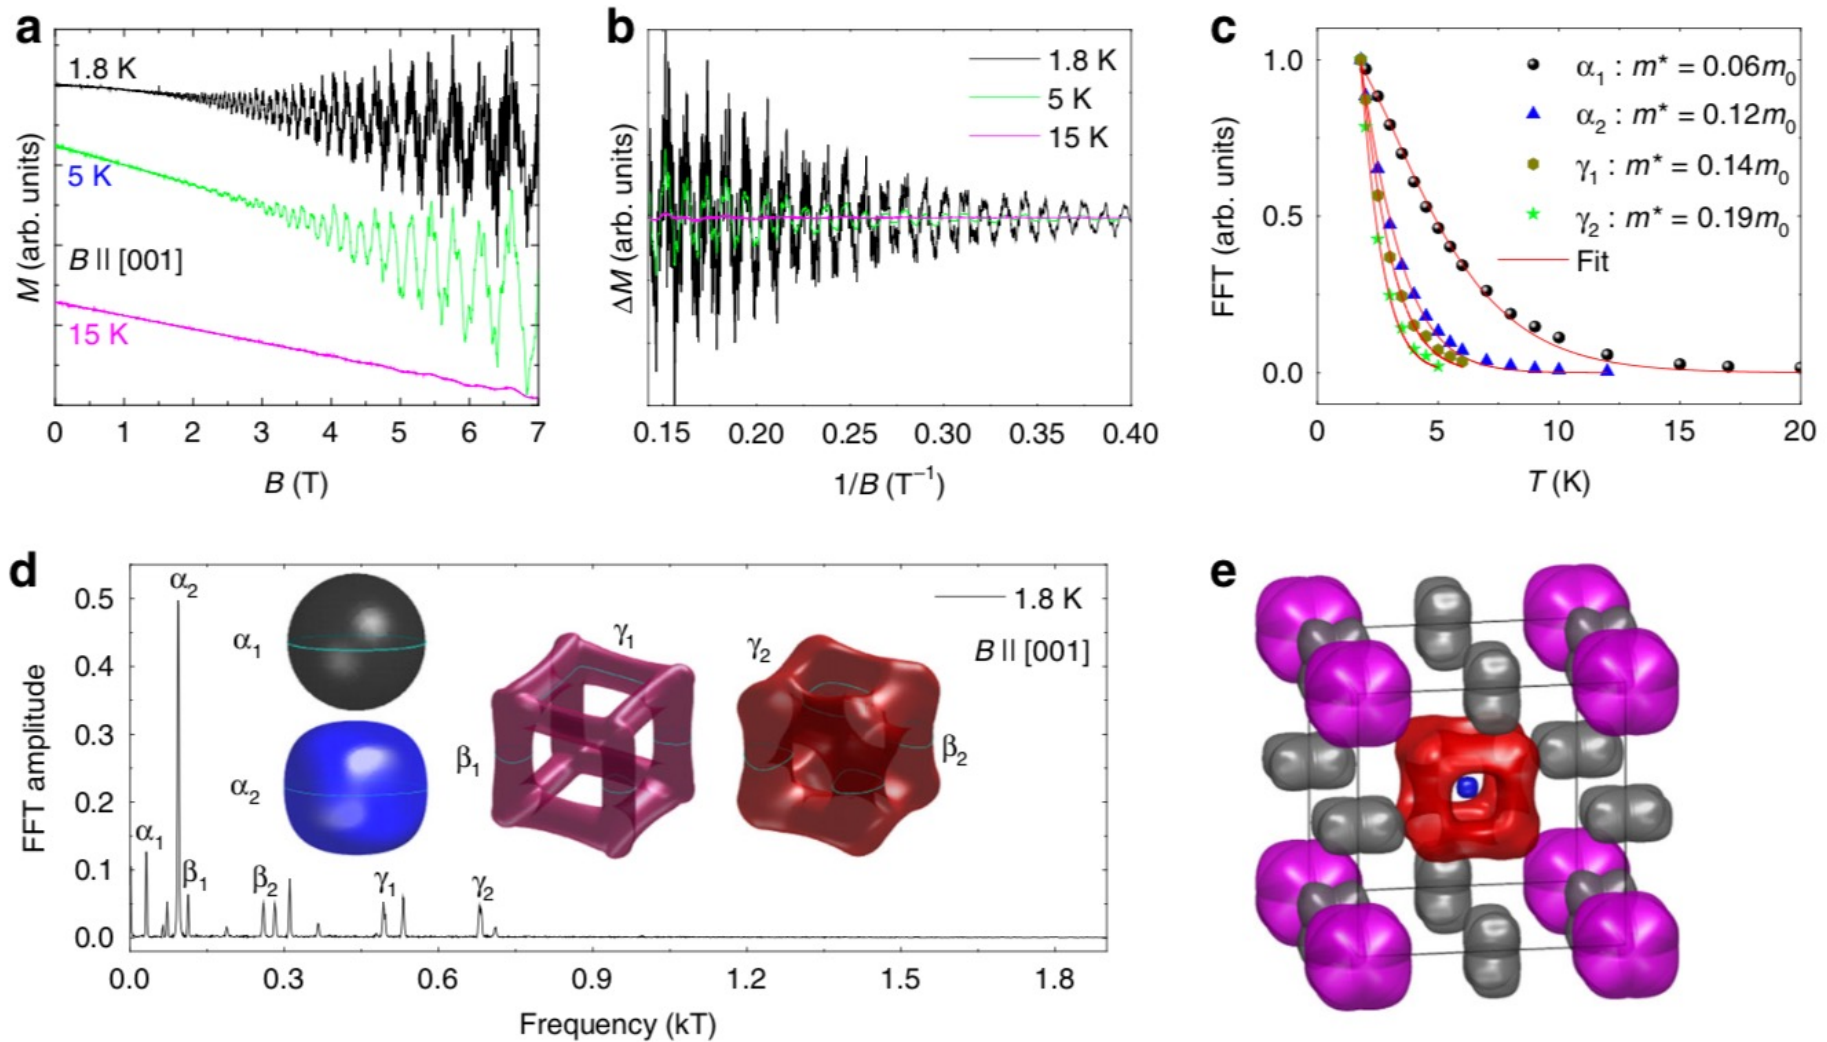 a
1.8 K
5 K
B || [001]
15 K
M (arb. units)
0 1 2 3 4 5 6 7
B (T)
b
1.8 K
5 K
15 K
ΔM (arb. units)
0.15 0.20 0.25 0.30 0.35 0.40
1/B (T⁻¹)
c
α₁ : m* = 0.06m₀
α₂ : m* = 0.12m₀
γ₁ : m* = 0.14m₀
γ₂ : m* = 0.19m₀
Fit
1.0
0.5
0.0
FFT (arb. units)
0 5 10 15 20
T (K)
d
1.8 K
B || [001]
α₂
α₁
β₁
β₂
γ₁
γ₂
α₁
α₂
γ₁
β₁
γ₂
β₂
0.5
0.4
0.3
0.2
0.1
0.0
FFT amplitude
0.0 0.3 0.6 0.9 1.2 1.5 1.8
Frequency (kT)
e